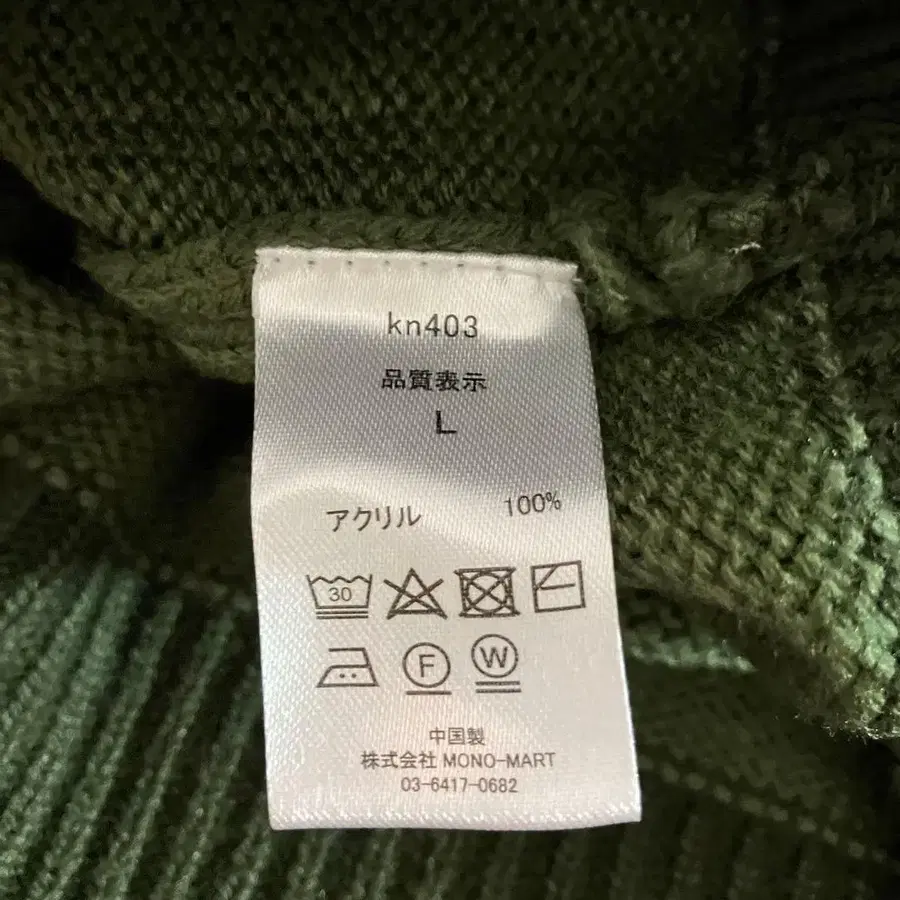 kn403
品質表示
L
アクリル 100%
30
F W
中国製
株式会社 MONO-MART
03-6417-0682